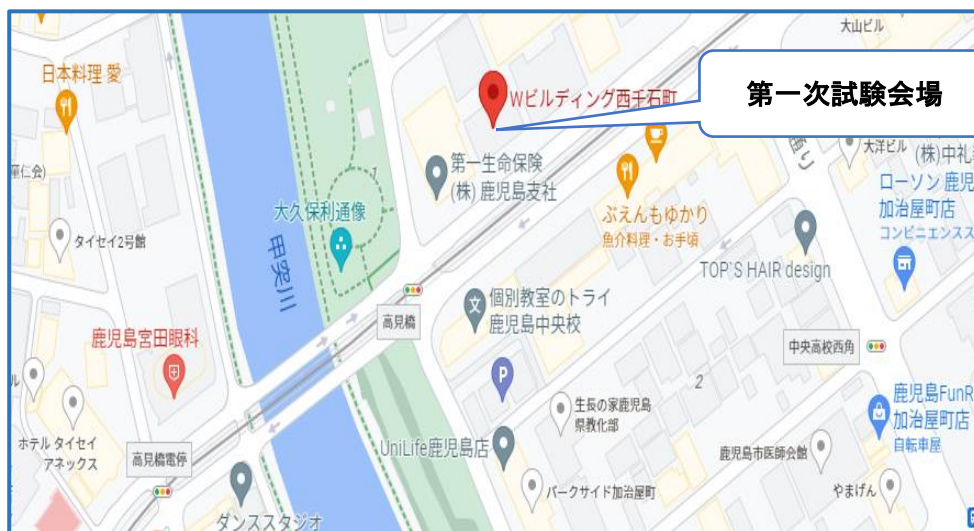 大山ビル
日本料理 愛
Wビルディング西千石町
第一次試験会場
通り
大洋ビル
第一生命保険
(株) 鹿児島支社
1
ぶえんもゆかり
魚介料理・お手頃
ローソン 鹿児
加治屋町店
大久保利通像
タイセイ2号館
甲突川
TOP'S HAIR design
個別教室のトライ
鹿児島中央校
高見橋
鹿児島宮田眼科
中央高校西角
P
2
生長の家鹿児島
県教化部
鹿児島FunR
加治屋町店
自転車屋
UniLife鹿児島店
鹿児島市医師会館
ホテル タイセイ
アネックス
高見橋電停
パークサイド加治屋町
やまげん
ダンススタジオ